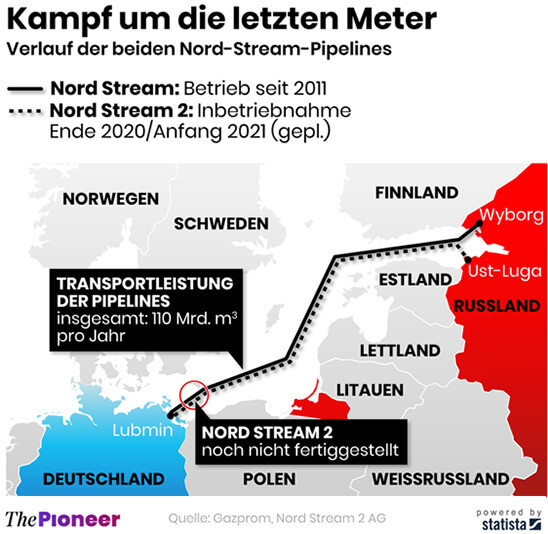 Kampf um die letzten Meter
Verlauf der beiden Nord-Stream-Pipelines
Nord Stream: Betrieb seit 2011
Nord Stream 2: Inbetriebnahme
Ende 2020/Anfang 2021 (gepl.)
NORWEGEN
SCHWEDEN
FINNLAND
Wyborg
Ust-Luga
ESTLAND
RUSSLAND
TRANSPORTLEISTUNG
DER PIPELINES
insgesamt: 110 Mrd. m³
pro Jahr
LETTLAND
LITAUEN
Lubmin
NORD STREAM 2
noch nicht fertiggestellt
DEUTSCHLAND
POLEN
WEISSRUSSLAND
ThePioneer
Quelle: Gazprom, Nord Stream 2 AG
powered by
statista